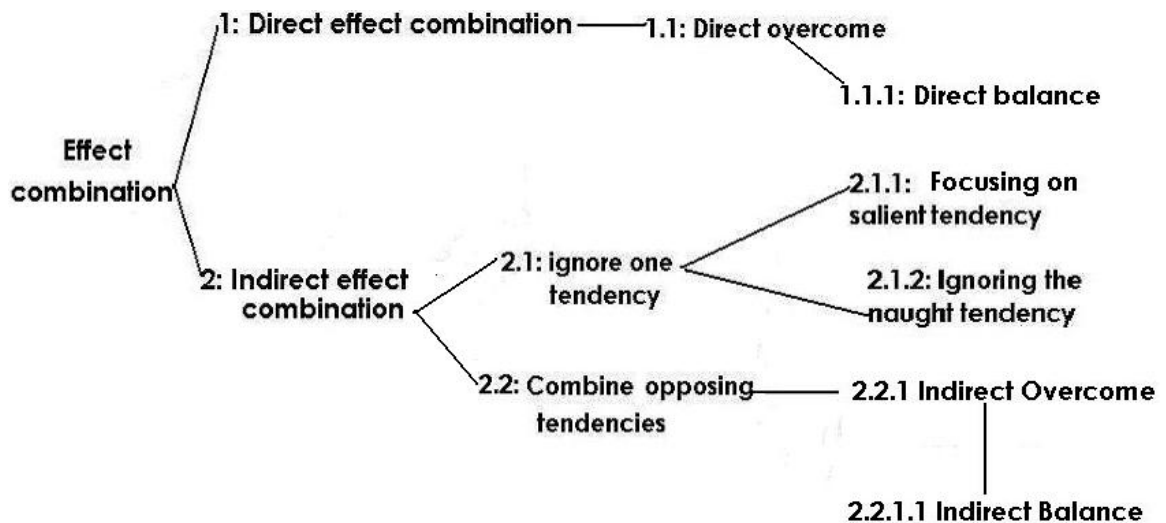 1: Direct effect combination
1.1: Direct overcome
1.1.1: Direct balance
Effect
combination
2.1.1: Focusing on
salient tendency
2: Indirect effect
combination
2.1: ignore one
tendency
2.1.2: Ignoring the
naught tendency
2.2: Combine opposing
tendencies
2.2.1 Indirect Overcome
2.2.1.1 Indirect Balance